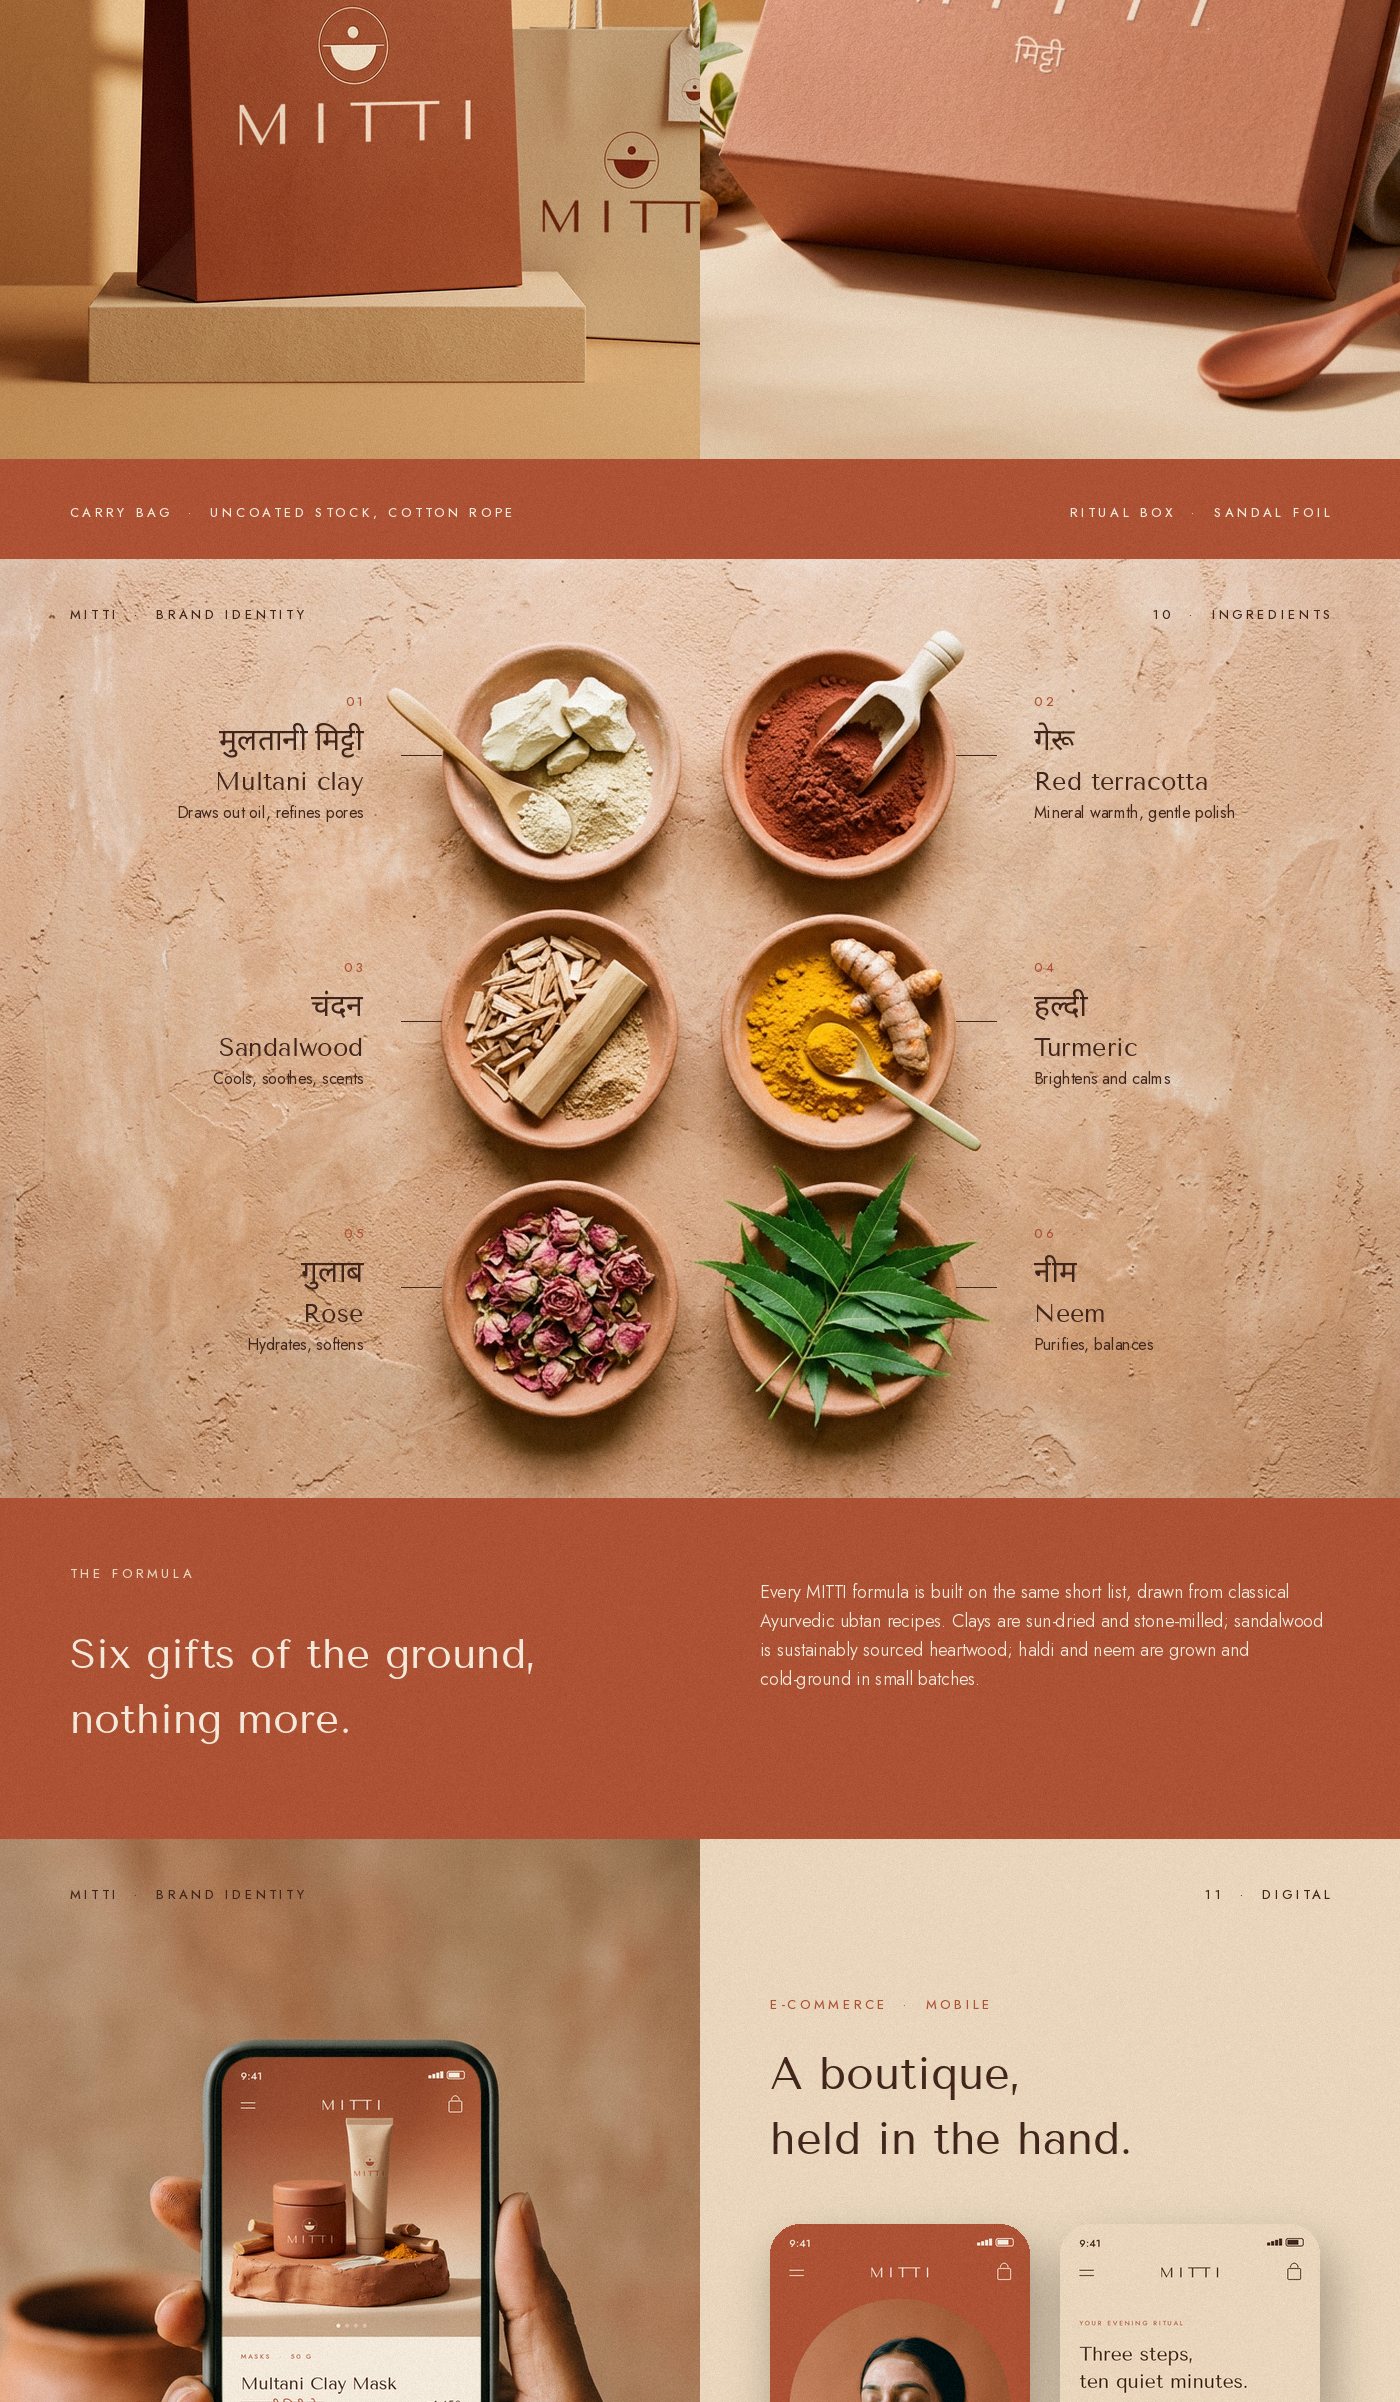 MITTI
MITT
मिट्टी
CARRY BAG · UNCOATED STOCK, COTTON ROPE
RITUAL BOX · SANDAL FOIL
MITTI · BRAND IDENTITY
10 · INGREDIENTS
01
मुलतानी मिट्टी
Multani clay
Draws out oil, refines pores
02
गेरू
Red terracotta
Mineral warmth, gentle polish
03
चंदन
Sandalwood
Cools, soothes, scents
04
हल्दी
Turmeric
Brightens and calms
05
गुलाब
Rose
Hydrates, softens
06
नीम
Neem
Purifies, balances
THE FORMULA
Six gifts of the ground,
nothing more.
Every MITTI formula is built on the same short list, drawn from classical
Ayurvedic ubtan recipes. Clays are sun-dried and stone-milled; sandalwood
is sustainably sourced heartwood; haldi and neem are grown and
cold-ground in small batches.
MITTI · BRAND IDENTITY
11 · DIGITAL
E-COMMERCE · MOBILE
A boutique,
held in the hand.
9:41
MITTI
MITTI
MITTI
MASKS · 50 G
Multani Clay Mask
9:41
MITTI
9:41
MITTI
YOUR EVENING RITUAL
Three steps,
ten quiet minutes.